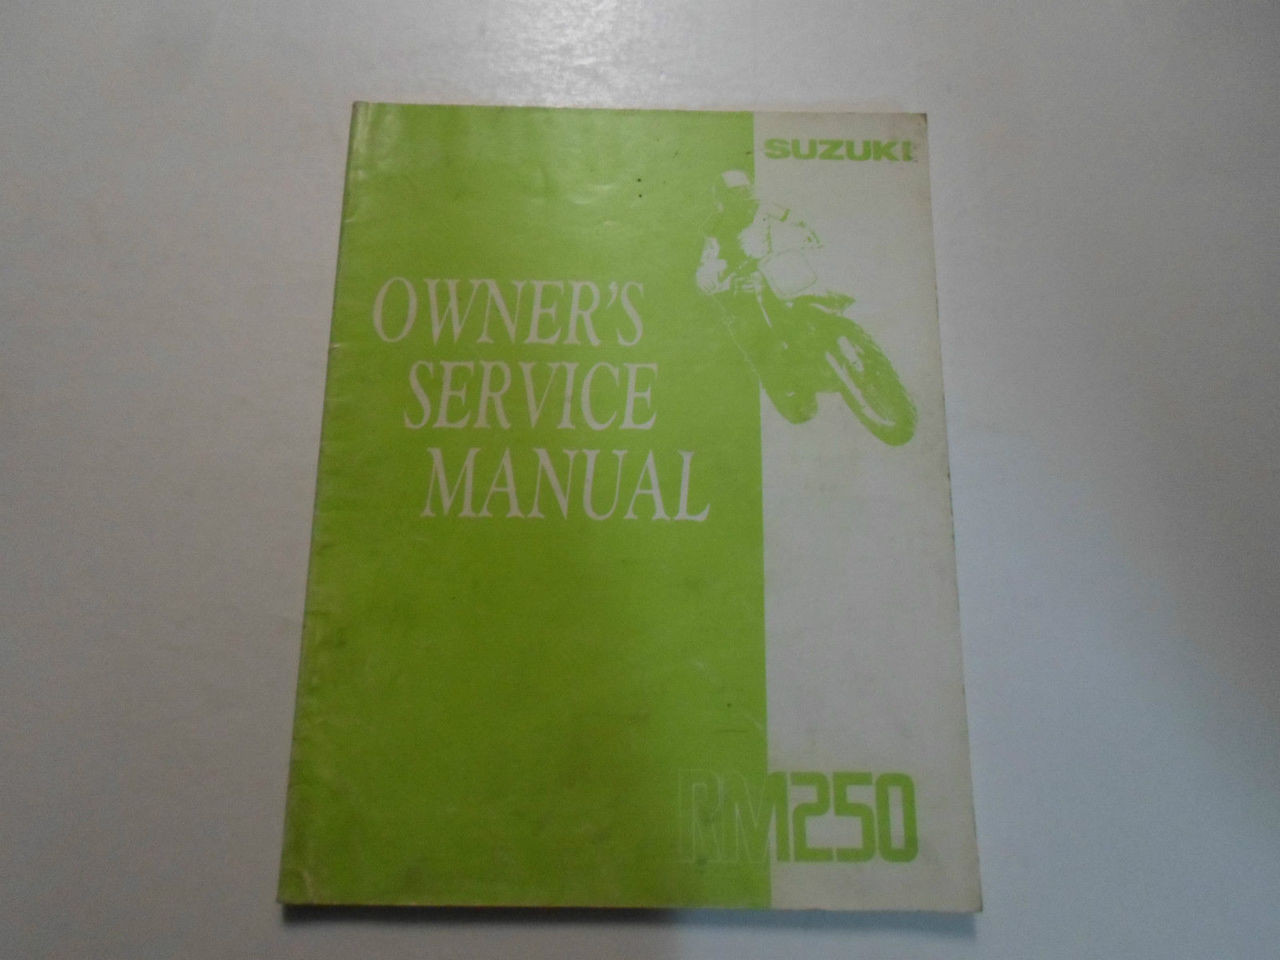 SUZUKI
OWNER'S
SERVICE
MANUAL
RM250